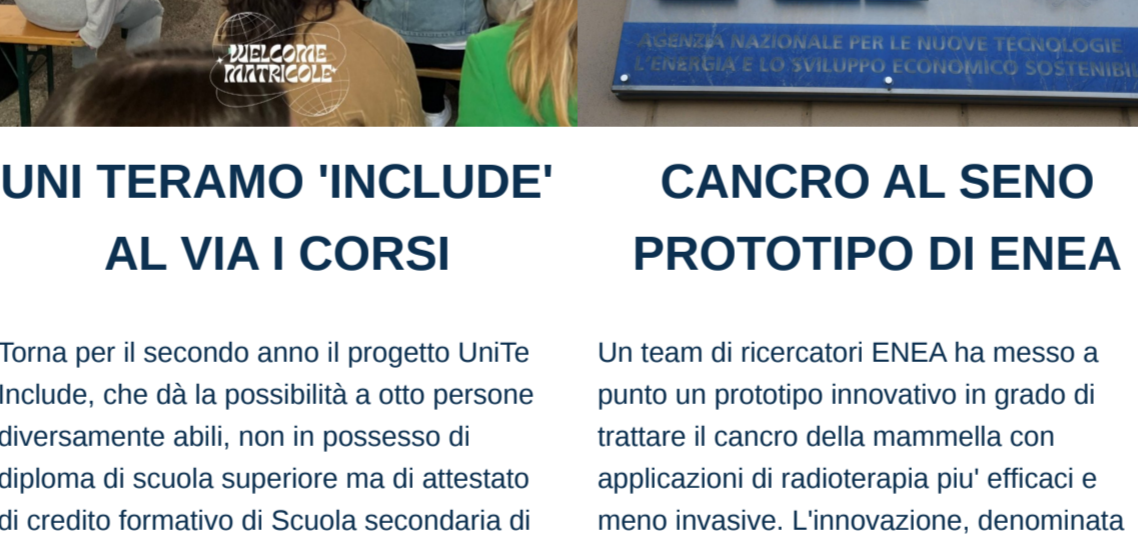 WELCOME
MATRICOLE
AGENZIA NAZIONALE PER LE NUOVE TECNOLOGIE
L'ENERGIA E LO SVILUPPO ECONOMICO SOSTENIBI
UNI TERAMO 'INCLUDE'
AL VIA I CORSI
Torna per il secondo anno il progetto UniTe
Include, che dà la possibilità a otto persone
diversamente abili, non in possesso di
diploma di scuola superiore ma di attestato
di credito formativo di Scuola secondaria di
CANCRO AL SENO
PROTOTIPO DI ENEA
Un team di ricercatori ENEA ha messo a
punto un prototipo innovativo in grado di
trattare il cancro della mammella con
applicazioni di radioterapia piu' efficaci e
meno invasive. L'innovazione, denominata